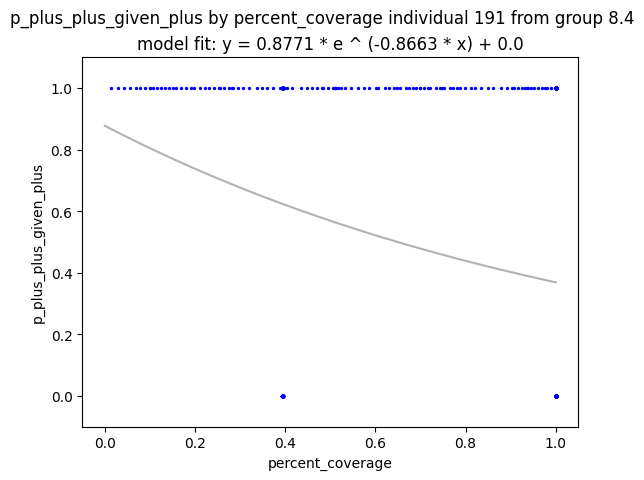 p_plus_plus_given_plus by percent_coverage individual 191 from group 8.4
model fit: y = 0.8771 * e ^ (-0.8663 * x) + 0.0
1.0
0.8
0.6
0.4
0.2
0.0
p_plus_plus_given_plus
0.0 0.2 0.4 0.6 0.8 1.0
percent_coverage